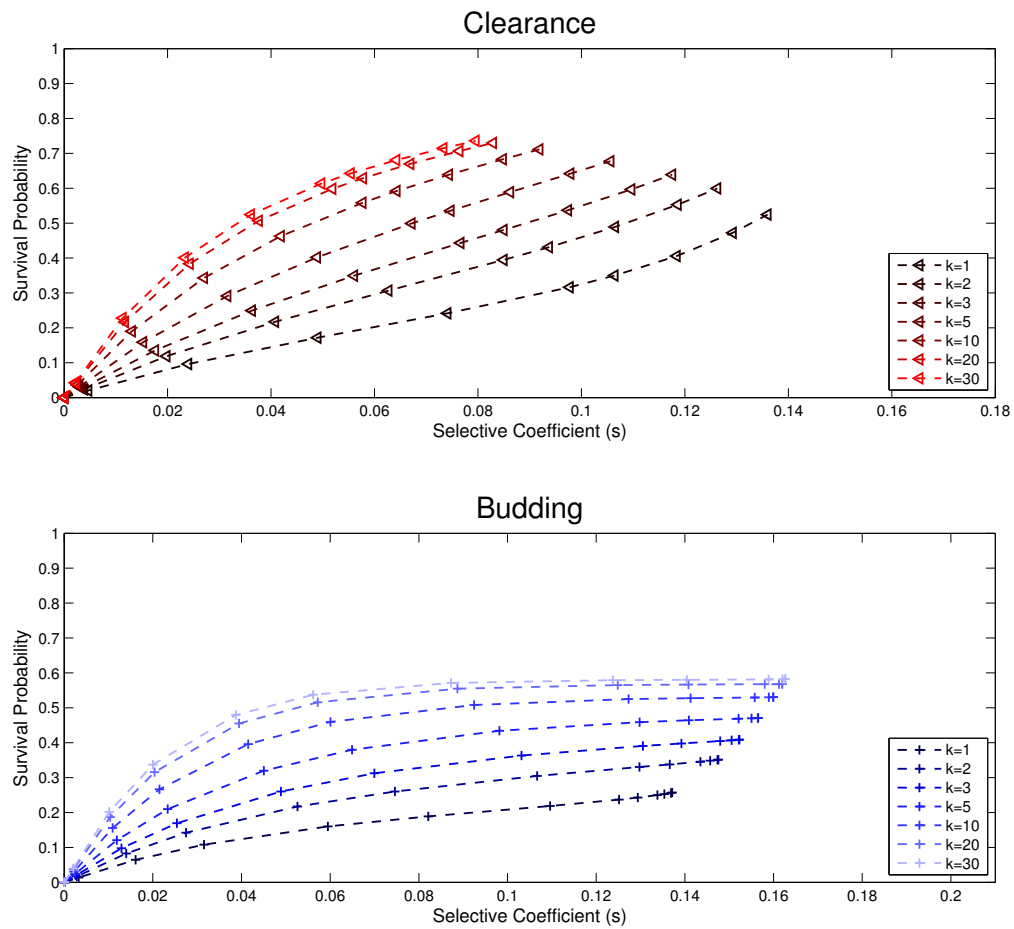 Clearance
1
0.9
0.8
0.7
0.6
0.5
0.4
0.3
0.2
0.1
0
Survival Probability
0 0.02 0.04 0.06 0.08 0.1 0.12 0.14 0.16 0.18
Selective Coefficient (s)
k=1
k=2
k=3
k=5
k=10
k=20
k=30
Budding
1
0.9
0.8
0.7
0.6
0.5
0.4
0.3
0.2
0.1
0
Survival Probability
0 0.02 0.04 0.06 0.08 0.1 0.12 0.14 0.16 0.18 0.2
Selective Coefficient (s)
k=1
k=2
k=3
k=5
k=10
k=20
k=30